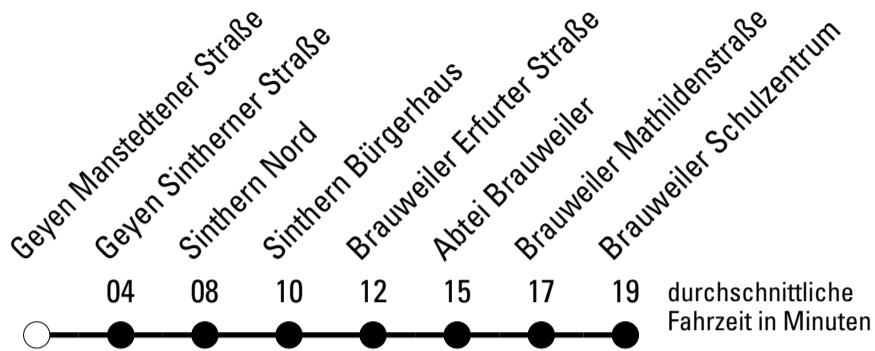 Geyen Manstedtener Straße
Geyen Sintherner Straße
Sinthern Nord
Sinthern Bürgerhaus
Brauweiler Erfurter Straße
Abtei Brauweiler
Brauweiler Mathildenstraße
Brauweiler Schulzentrum
04 08 10 12 15 17 19
durchschnittliche
Fahrzeit in Minuten